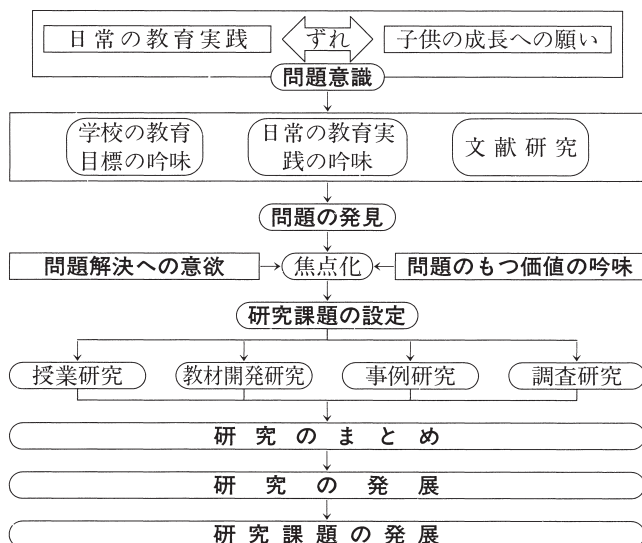 日常の教育実践
ずれ
子供の成長への願い
問題意識
学校の教育
目標の吟味
日常の教育実
践の吟味
文献研究
問題の発見
問題解決への意欲
焦点化
問題のもつ価値の吟味
研究課題の設定
授業研究
教材開発研究
事例研究
調査研究
研究のまとめ
研究の発展
研究課題の発展